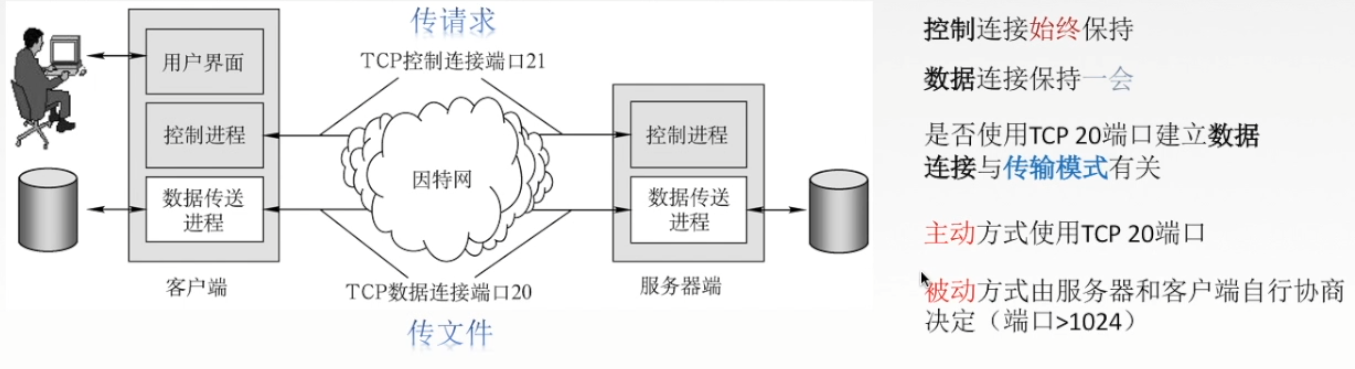 传请求
TCP控制连接端口21
用户界面
控制进程
控制进程
因特网
数据传送
进程
数据传送
进程
客户端
TCP数据连接端口20
服务器端
传文件
控制连接始终保持
数据连接保持一会
是否使用TCP 20端口建立数据
连接与传输模式有关
主动方式使用TCP 20端口
被动方式由服务器和客户端自行协商
决定（端口>1024）